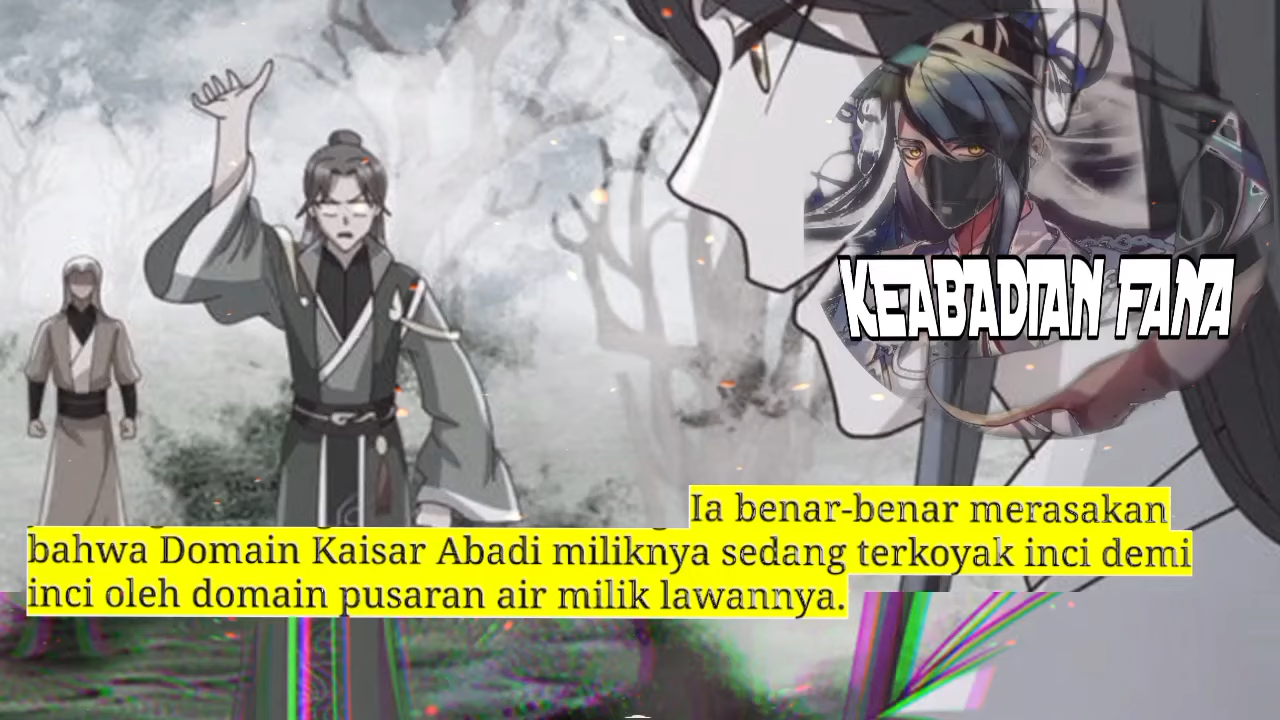 KEABADIAN FANA
Ia benar-benar merasakan
bahwa Domain Kaisar Abadi miliknya sedang terkoyak inci demi
inci oleh domain pusaran air milik lawannya.